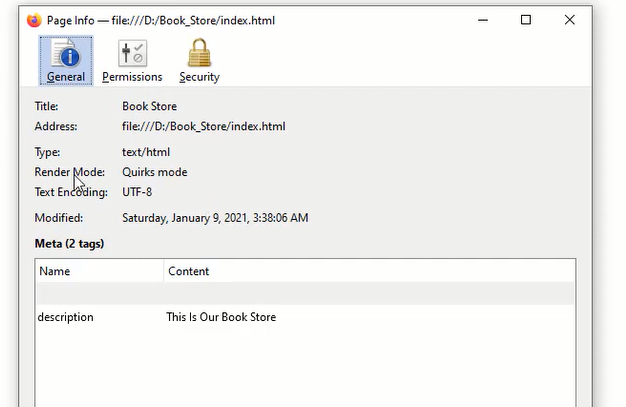 Page Info — file:///D:/Book_Store/index.html
General Permissions Security
Title: Book Store
Address: file:///D:/Book_Store/index.html
Type: text/html
Render Mode: Quirks mode
Text Encoding: UTF-8
Modified: Saturday, January 9, 2021, 3:38:06 AM
Meta (2 tags)
Name Content
description This Is Our Book Store